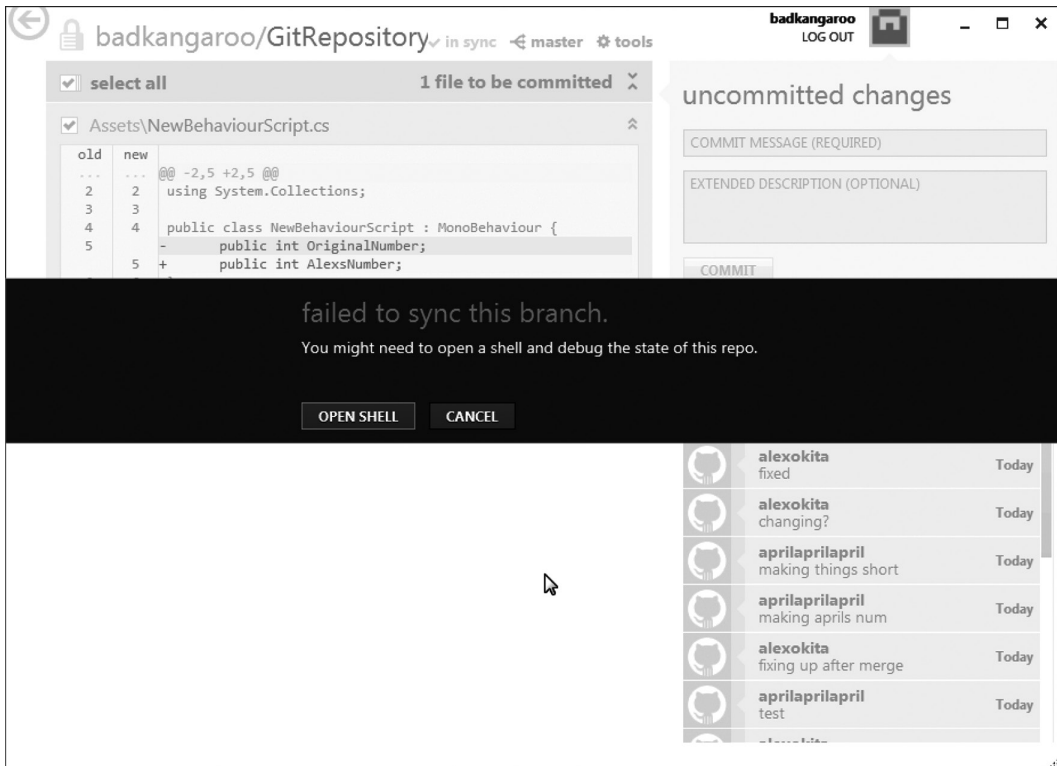 badkangaroo
LOG OUT
badkangaroo/GitRepository in sync master tools
select all 1 file to be committed
Assets\NewBehaviourScript.cs
old new
... ... @@ -2,5 +2,5 @@
2 2 using System.Collections;
3 3
4 4 public class NewBehaviourScript : MonoBehaviour {
5 - public int OriginalNumber;
5 + public int AlexsNumber;
uncommitted changes
COMMIT MESSAGE (REQUIRED)
EXTENDED DESCRIPTION (OPTIONAL)
COMMIT
failed to sync this branch.
You might need to open a shell and debug the state of this repo.
OPEN SHELL CANCEL
alexokita
fixed Today
alexokita
changing? Today
aprilaprilapril
making things short Today
aprilaprilapril
making aprils num Today
alexokita
fixing up after merge Today
aprilaprilapril
test Today